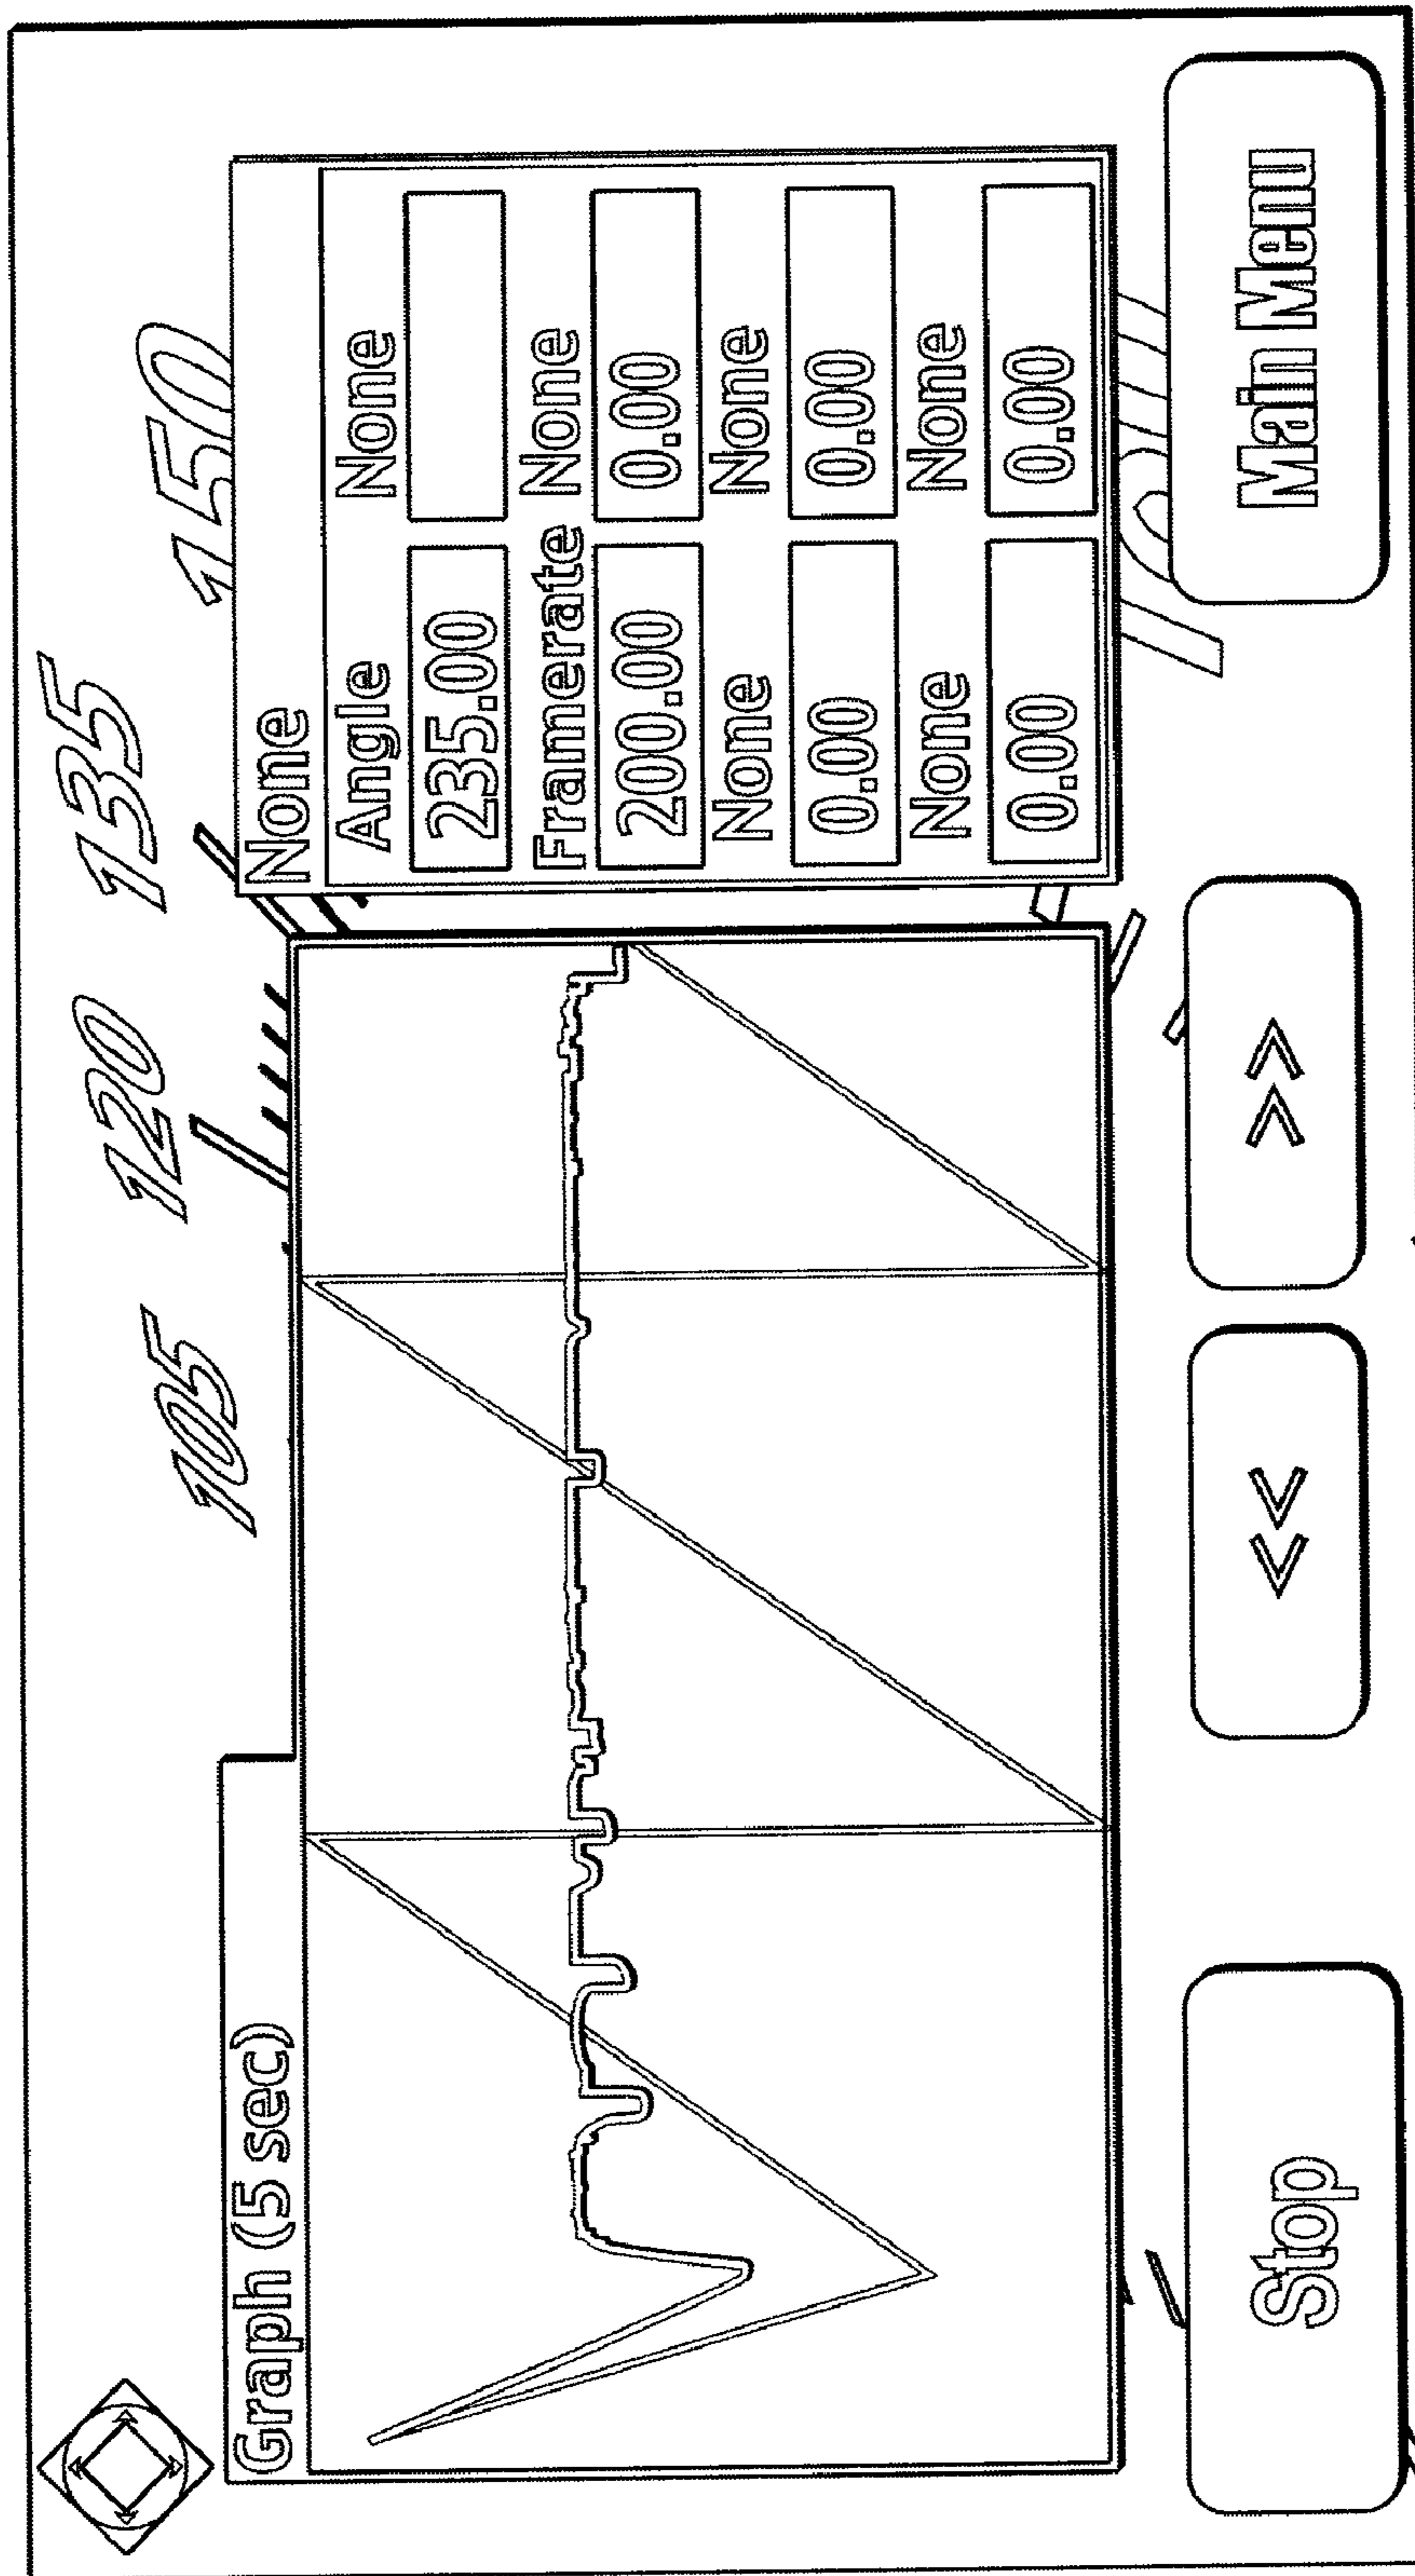 105 120 135 150
Graph (5 sec)
None
Angle None
235.00
Framerate None
200.00 0.00
None None
0.00 0.00
None None
0.00 0.00
Stop << >> Main Menu